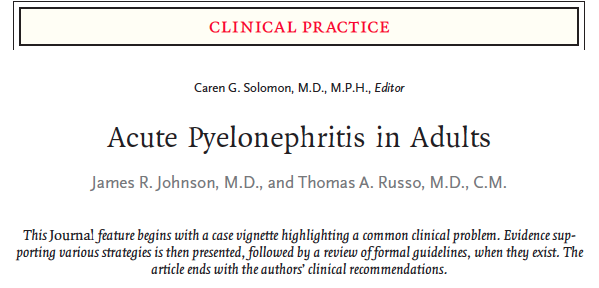 CLINICAL PRACTICE
Caren G. Solomon, M.D., M.P.H., Editor
Acute Pyelonephritis in Adults
James R. Johnson, M.D., and Thomas A. Russo, M.D., C.M.
This Journal feature begins with a case vignette highlighting a common clinical problem. Evidence sup-
porting various strategies is then presented, followed by a review of formal guidelines, when they exist. The
article ends with the authors’ clinical recommendations.